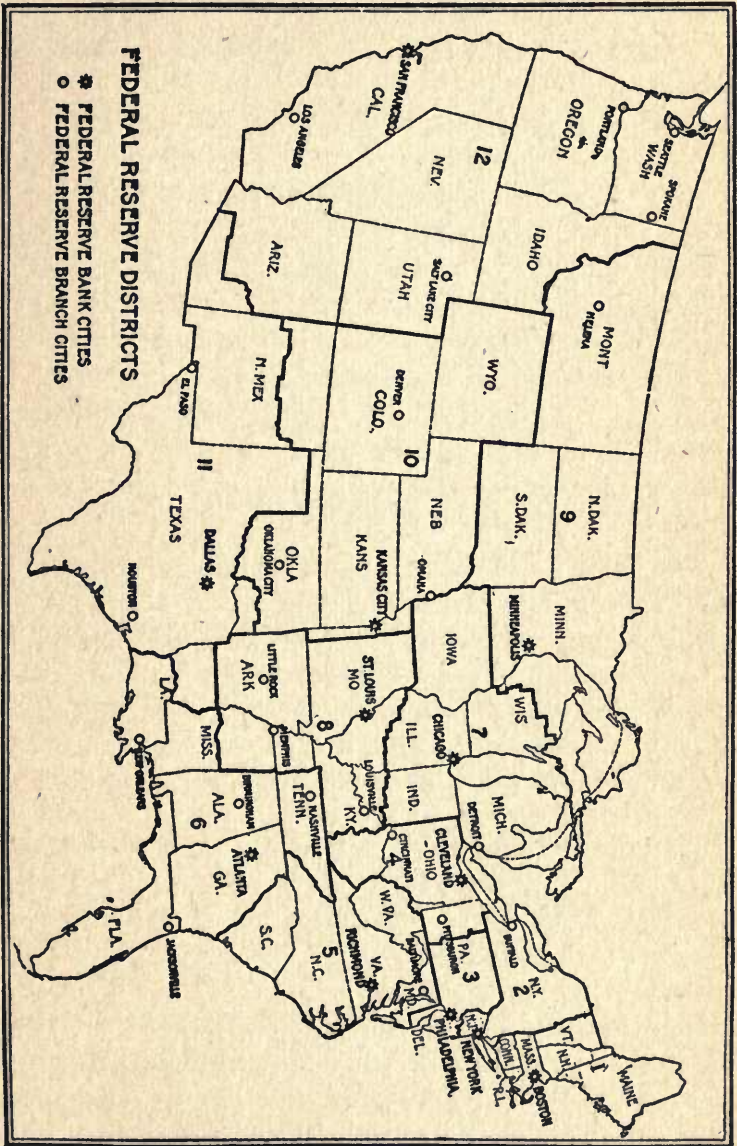 SEATTLE
WASH
SPOKANE
PORTLAND
OREGON
IDAHO
MONT
HELENA
N.DAK.
9
S.DAK.
MINN.
MINNEAPOLIS
WIS
7
MICH.
DETROIT
WYO.
12
NEV.
SAN FRANCISCO
CAL.
LOS ANGELES
SALT LAKE CITY
UTAH
ARIZ.
DENVER
COLO.
10
NEB
OMAHA
IOWA
CHICAGO
ILL.
IND.
CLEVELAND
OHIO
4
CINCINNATI
KANSAS CITY
KANS
ST. LOUIS
MO
8
LOUISVILLE
KY.
N. MEX
EL PASO
11
TEXAS
DALLAS
HOUSTON
OKLA
OKLAHOMA CITY
LITTLE ROCK
ARK
MEMPHIS
NASHVILLE
TENN.
LA.
NEW ORLEANS
MISS.
BIRMINGHAM
ALA.
6
ATLANTA
GA.
JACKSONVILLE
FLA.
S.C.
5
N.C.
RICHMOND
VA.
W.PA.
BALTIMORE
MD.
DEL.
PITTSBURGH
PA.
3
PHILADELPHIA
N.J.
NEW YORK
BUFFALO
N.Y.
2
VT.
N.H.
1
MAINE
MASS.
BOSTON
CONN.
R.I.
FEDERAL RESERVE DISTRICTS
FEDERAL RESERVE BANK CITIES
FEDERAL RESERVE BRANCH CITIES